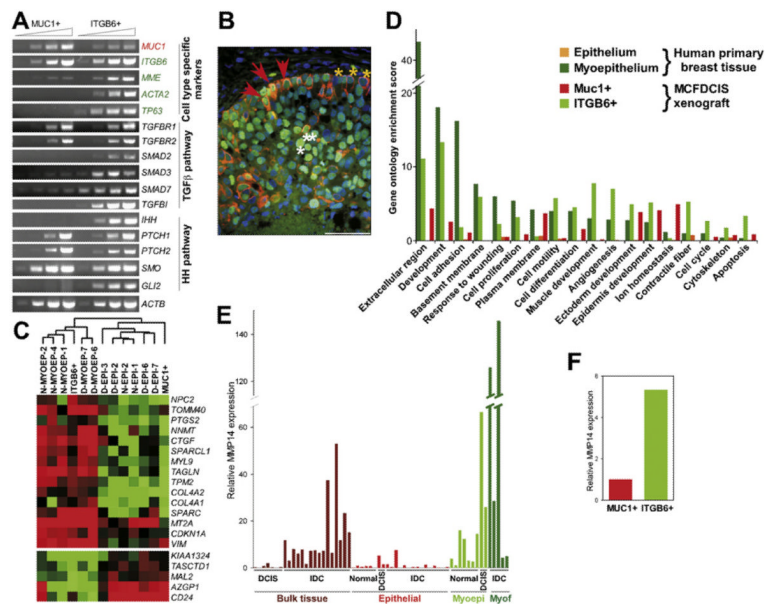 A
MUC1+ ITGB6+
MUC1
ITGB6
MME
ACTA2
TP63
TGFBR1
TGFBR2
SMAD2
SMAD3
SMAD7
TGFBI
IHH
PTCH1
PTCH2
SMO
GLI2
ACTB
Cell type specific
markers
TGFβ pathway
HH pathway
B
*** 
**
*
C
N-MYOEP-2
N-MYOEP-4
N-MYOEP-1
ITGB6+
D-MYOEP-7
D-MYOEP-6
D-EPI-3
D-EPI-2
N-EPI-2
N-EPI-1
D-EPI-6
D-EPI-7
MUC1+
NPC2
TOMM40
PTGS2
NNMT
CTGF
SPARCL1
MYL9
TAGLN
TPM2
COL4A2
COL4A1
SPARC
MT2A
CDKN1A
VIM
KIAA1324
TASCTD1
MAL2
AZGP1
CD24
D
Gene ontology enrichment score
40
20
10
0
Epithelium
Myoepithelium
Human primary
breast tissue
Muc1+
ITGB6+
MCFDCIS
xenograft
Extracellular region
Development
Cell adhesion
Basement membrane
Response to wounding
Cell proliferation
Plasma membrane
Cell motility
Cell differentiation
Muscle development
Angiogenesis
Ectoderm development
Epidermis development
Ion homeostasis
Contractile fiber
Cell cycle
Cytoskeleton
Apoptosis
E
Relative MMP14 expression
140
120
100
80
60
40
20
0
DCIS IDC Normal DCIS IDC Normal DCIS IDC
Bulk tissue Epithelial Myoepi Myof
F
Relative MMP14 expression
6
4
2
0
MUC1+ ITGB6+